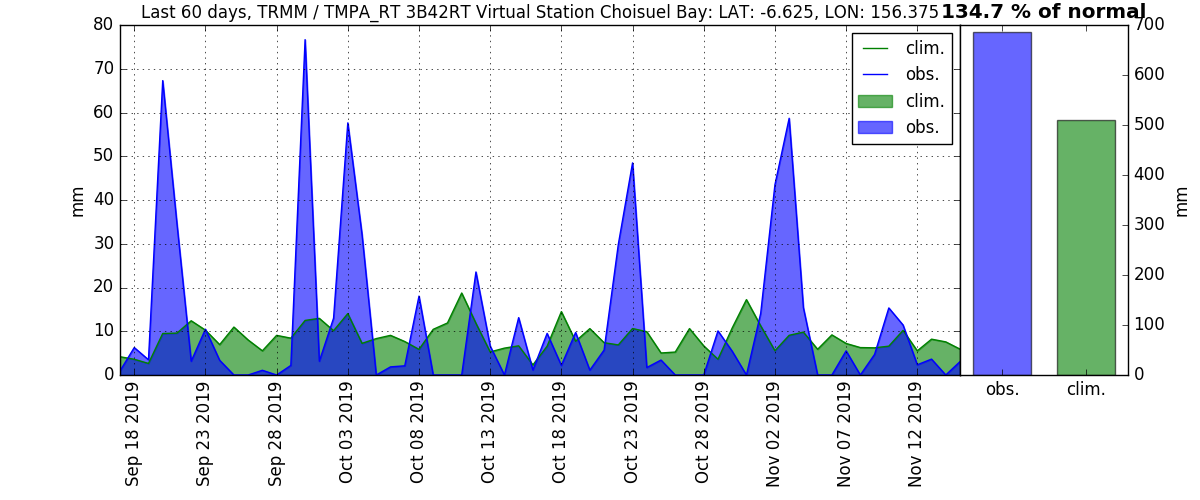 Last 60 days, TRMM / TMPA_RT 3B42RT Virtual Station Choisuel Bay: LAT: -6.625, LON: 156.375
134.7 % of normal
80
70
60
50
40
30
20
10
0
mm
clim.
obs.
clim.
obs.
Sep 18 2019
Sep 23 2019
Sep 28 2019
Oct 03 2019
Oct 08 2019
Oct 13 2019
Oct 18 2019
Oct 23 2019
Oct 28 2019
Nov 02 2019
Nov 07 2019
Nov 12 2019
700
600
500
400
300
200
100
0
mm
obs.
clim.